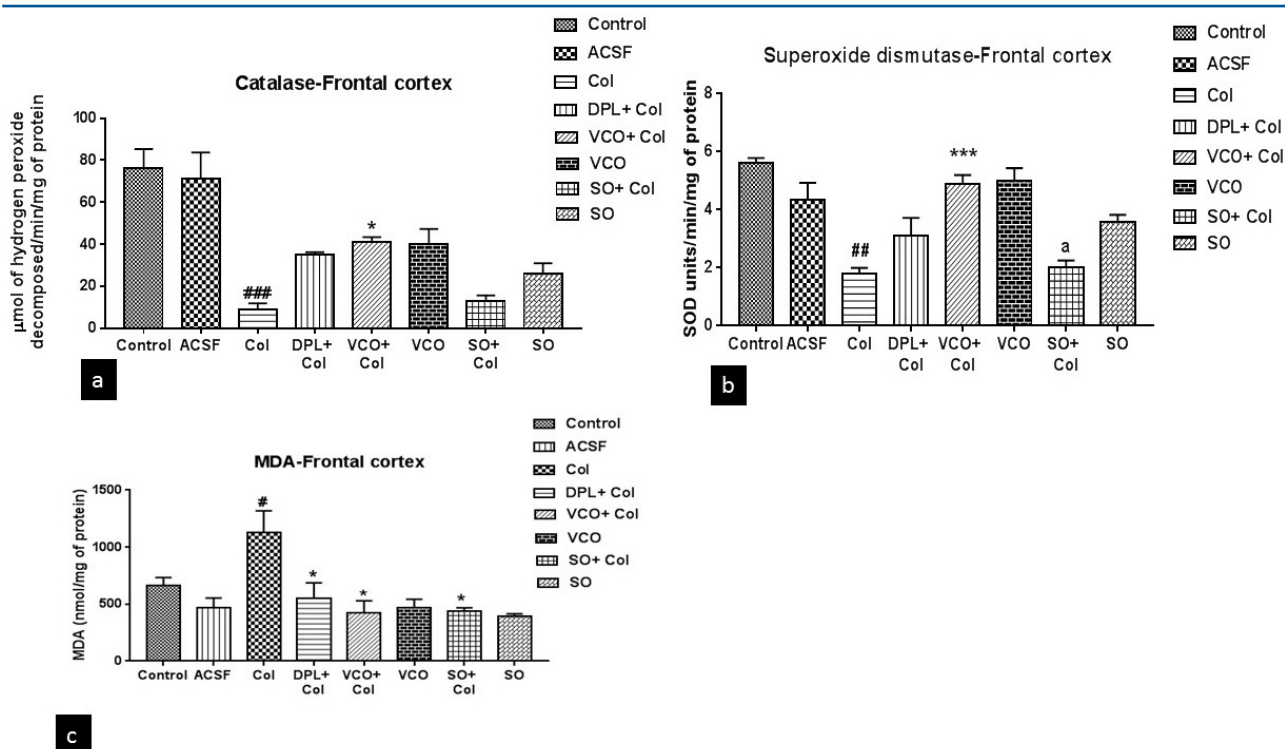 Catalase-Frontal cortex
μmol of hydrogen peroxide
decomposed/min/mg of protein
100
80
60
40
20
0
###
*
Control
ACSF
Col
DPL+
Col
VCO+
Col
VCO
SO+
Col
SO
Control
ACSF
Col
DPL+ Col
VCO+ Col
VCO
SO+ Col
SO
a
Superoxide dismutase-Frontal cortex
SOD units/min/mg of protein
8
6
4
2
0
##
***
a
Control
ACSF
Col
DPL+
Col
VCO+
Col
VCO
SO+
Col
SO
Control
ACSF
Col
DPL+ Col
VCO+ Col
VCO
SO+ Col
SO
b
MDA-Frontal cortex
MDA (nmol/mg of protein)
1500
1000
500
0
#
*
*
*
Control
ACSF
Col
DPL+
Col
VCO+
Col
VCO
SO+
Col
SO
Control
ACSF
Col
DPL+ Col
VCO+ Col
VCO
SO+ Col
SO
c